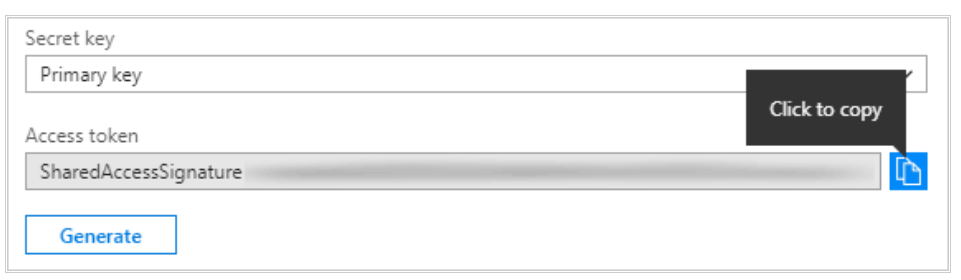 Secret key
Primary key
Click to copy
Access token
SharedAccessSignature
Generate